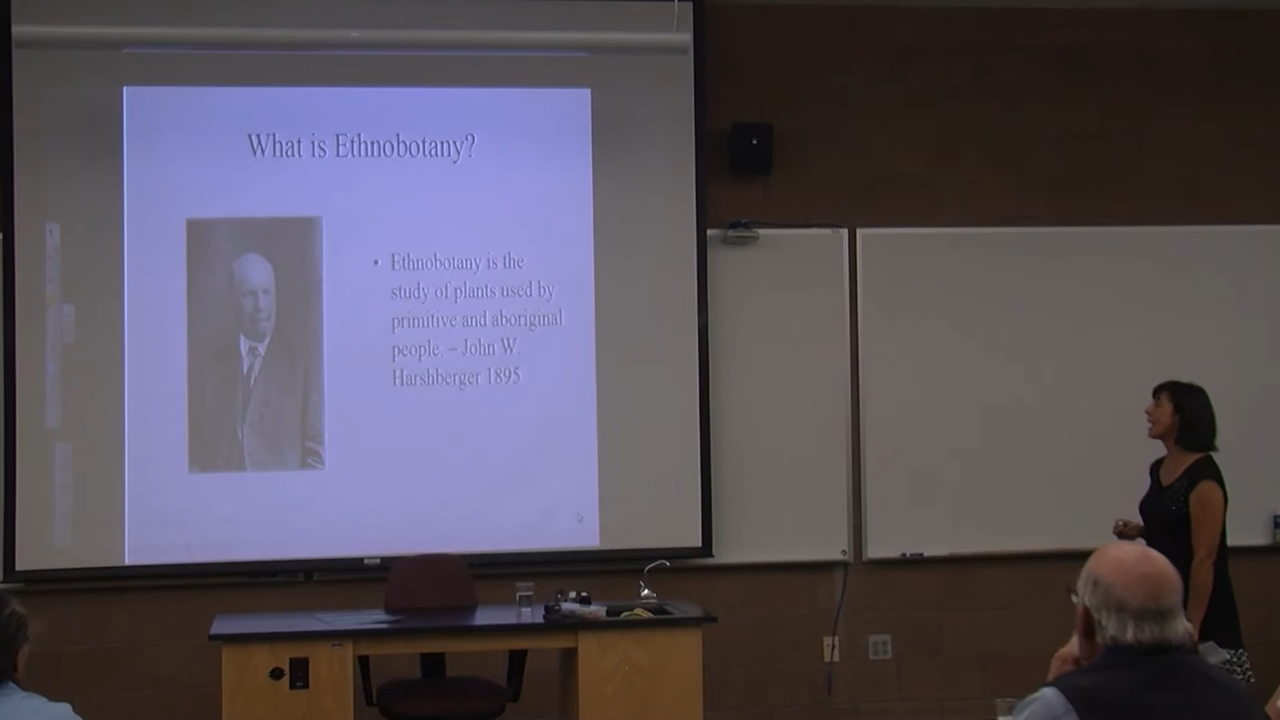 What is Ethnobotany?
• Ethnobotany is the
study of plants used by
primitive and aboriginal
people. – John W.
Harshberger 1895